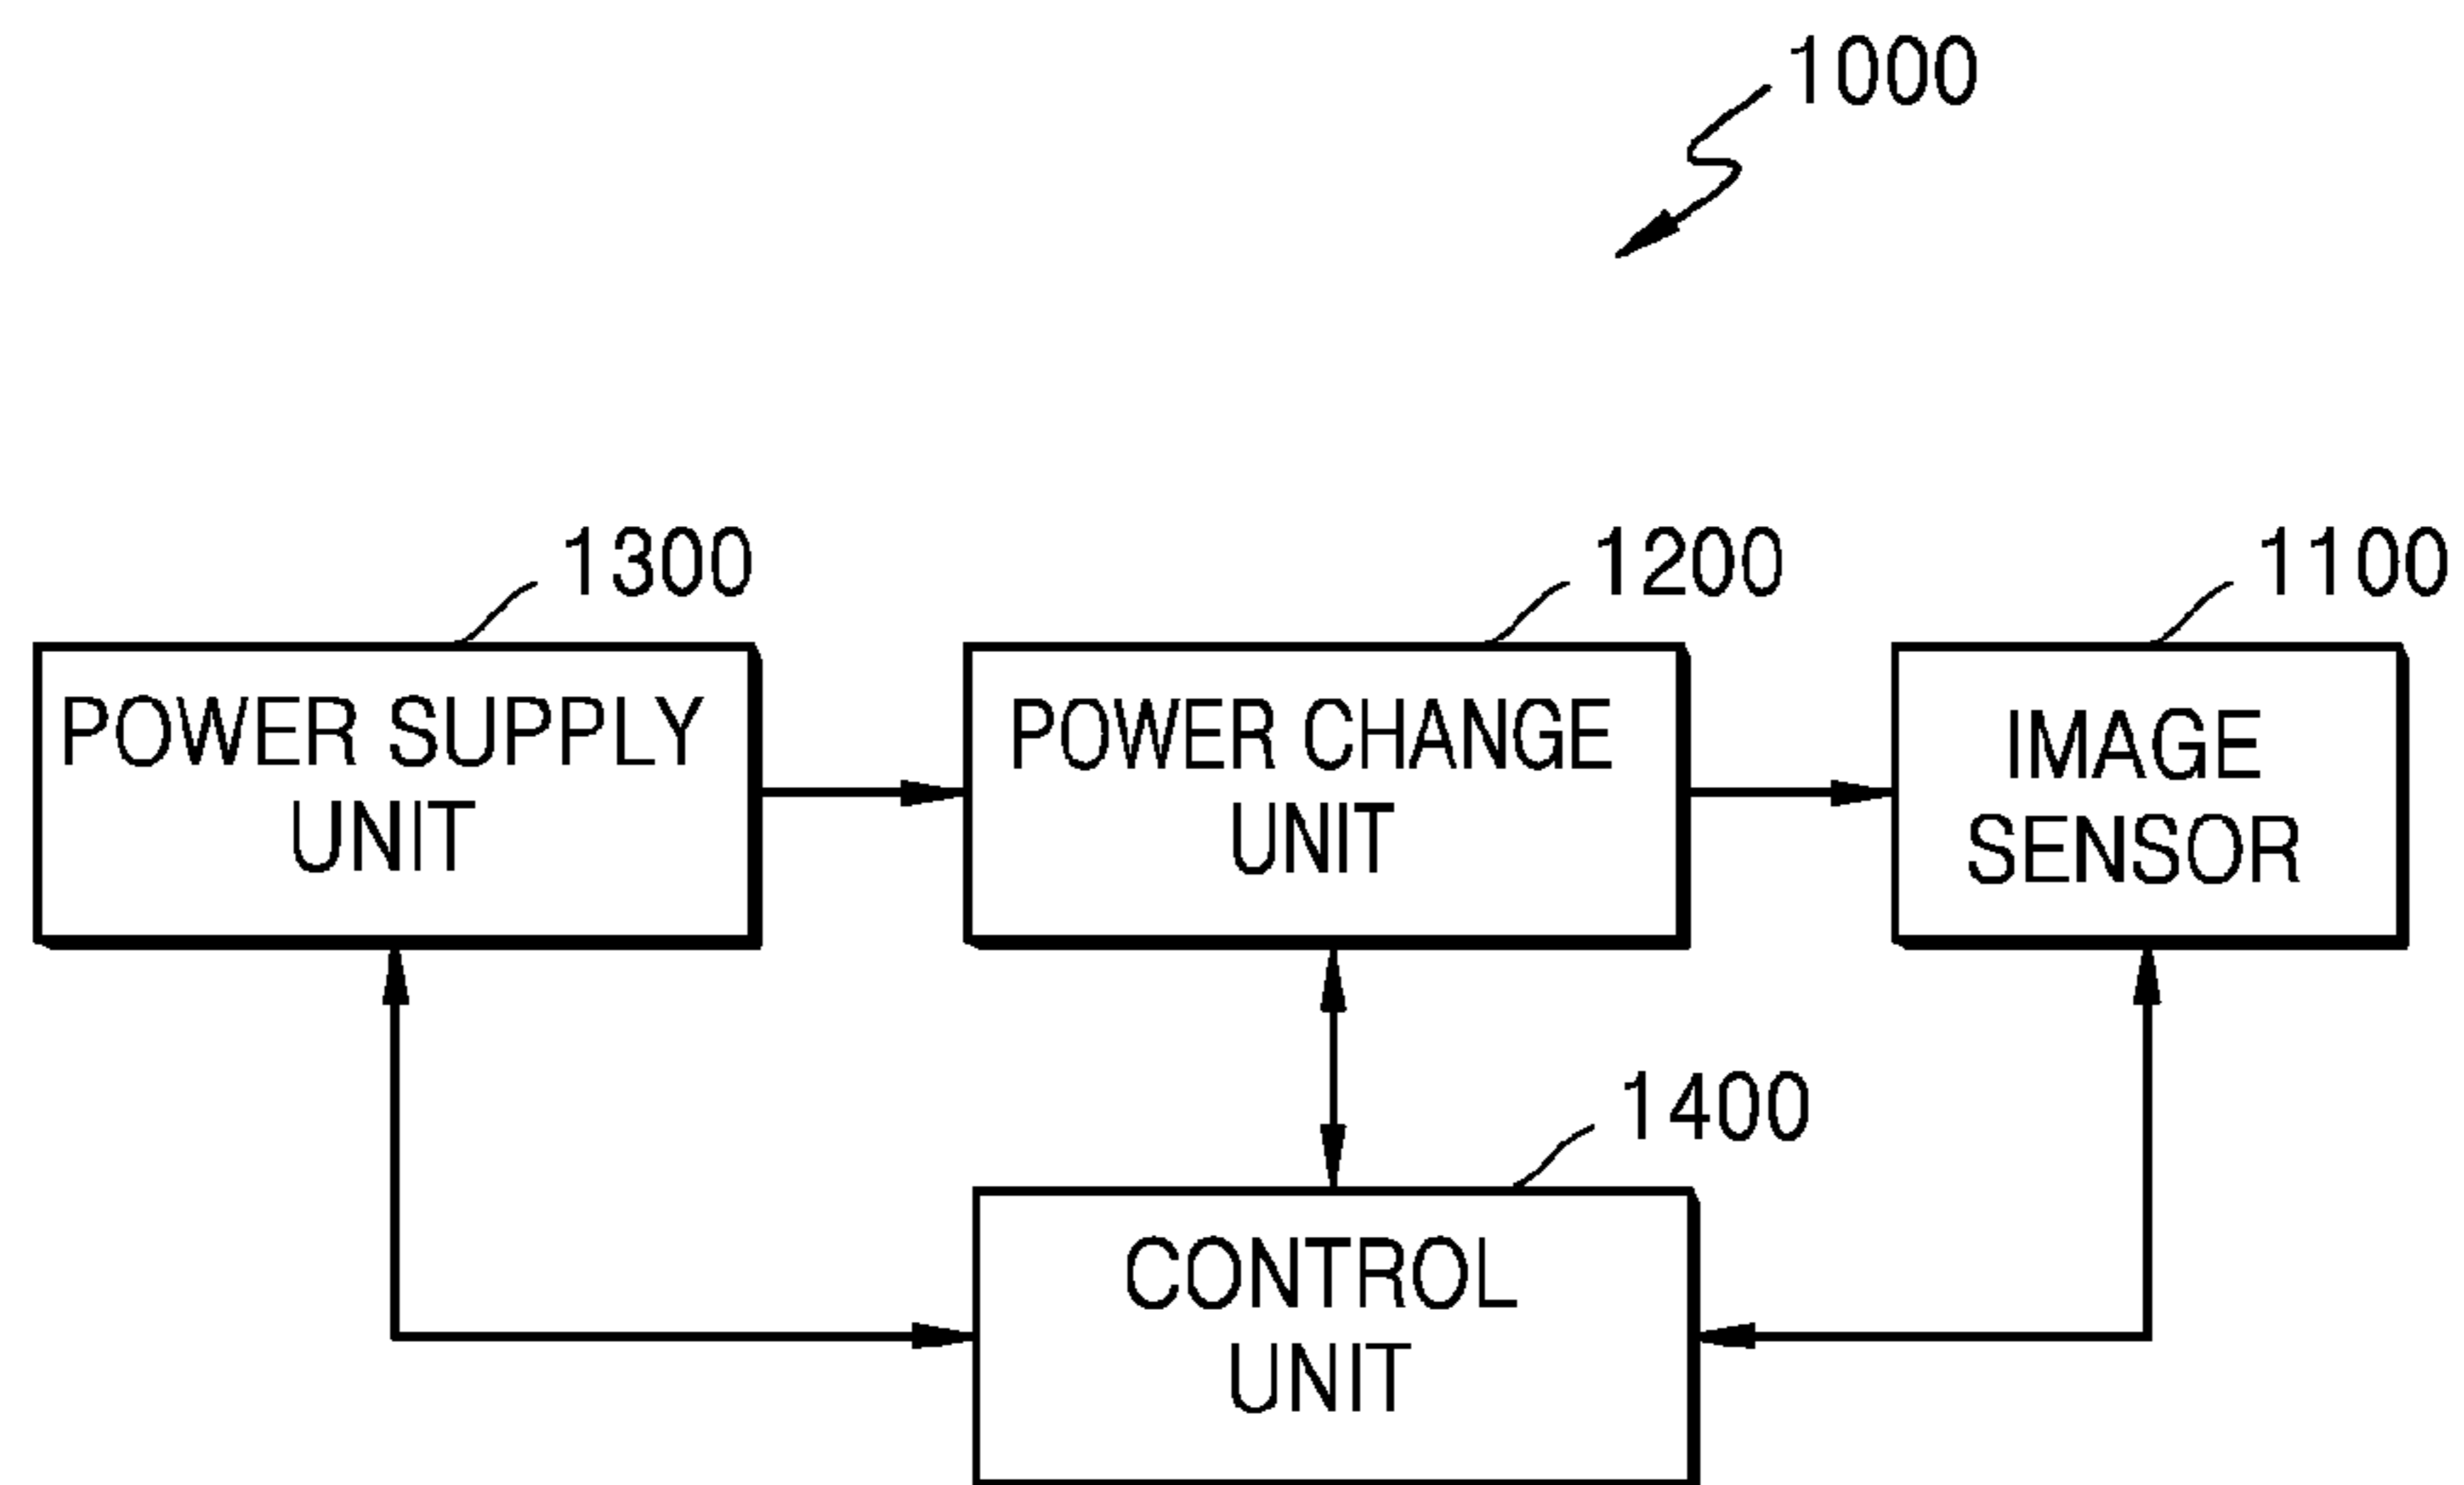 1000
1300
1200
1100
POWER SUPPLY
UNIT
POWER CHANGE
UNIT
IMAGE
SENSOR
1400
CONTROL
UNIT